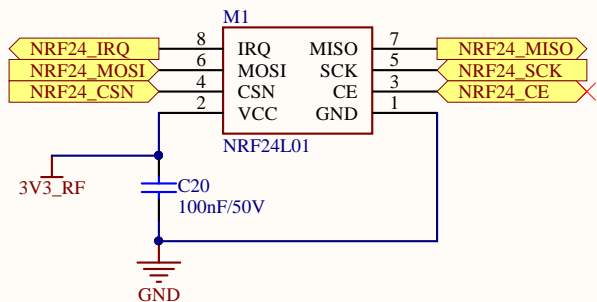 M1
NRF24_IRQ 8 IRQ MISO 7 NRF24_MISO
NRF24_MOSI 6 MOSI SCK 5 NRF24_SCK
NRF24_CSN 4 CSN CE 3 NRF24_CE
2 VCC GND 1
NRF24L01
3V3_RF
C20
100nF/50V
GND